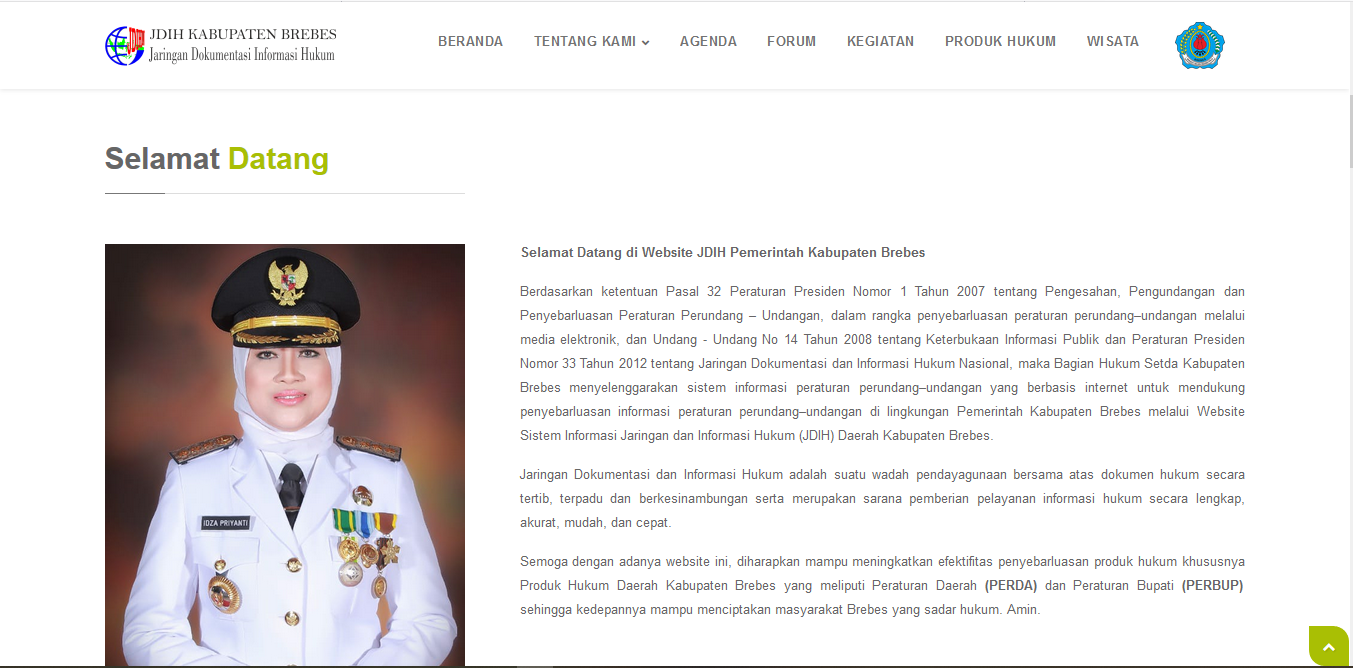 JDIH KABUPATEN BREBES
Jaringan Dokumentasi Informasi Hukum
JDIH
BERANDA TENTANG KAMI AGENDA FORUM KEGIATAN PRODUK HUKUM WISATA
Selamat Datang
Selamat Datang di Website JDIH Pemerintah Kabupaten Brebes
Berdasarkan ketentuan Pasal 32 Peraturan Presiden Nomor 1 Tahun 2007 tentang Pengesahan, Pengundangan dan
Penyebarluasan Peraturan Perundang – Undangan, dalam rangka penyebarluasan peraturan perundang–undangan melalui
media elektronik, dan Undang - Undang No 14 Tahun 2008 tentang Keterbukaan Informasi Publik dan Peraturan Presiden
Nomor 33 Tahun 2012 tentang Jaringan Dokumentasi dan Informasi Hukum Nasional, maka Bagian Hukum Setda Kabupaten
Brebes menyelenggarakan sistem informasi peraturan perundang–undangan yang berbasis internet untuk mendukung
penyebarluasan informasi peraturan perundang–undangan di lingkungan Pemerintah Kabupaten Brebes melalui Website
Sistem Informasi Jaringan dan Informasi Hukum (JDIH) Daerah Kabupaten Brebes.
Jaringan Dokumentasi dan Informasi Hukum adalah suatu wadah pendayagunaan bersama atas dokumen hukum secara
tertib, terpadu dan berkesinambungan serta merupakan sarana pemberian pelayanan informasi hukum secara lengkap,
akurat, mudah, dan cepat.
Semoga dengan adanya website ini, diharapkan mampu meningkatkan efektifitas penyebarluasan produk hukum khususnya
Produk Hukum Daerah Kabupaten Brebes yang meliputi Peraturan Daerah (PERDA) dan Peraturan Bupati (PERBUP)
sehingga kedepannya mampu menciptakan masyarakat Brebes yang sadar hukum. Amin.
IDZA PRIYANTI